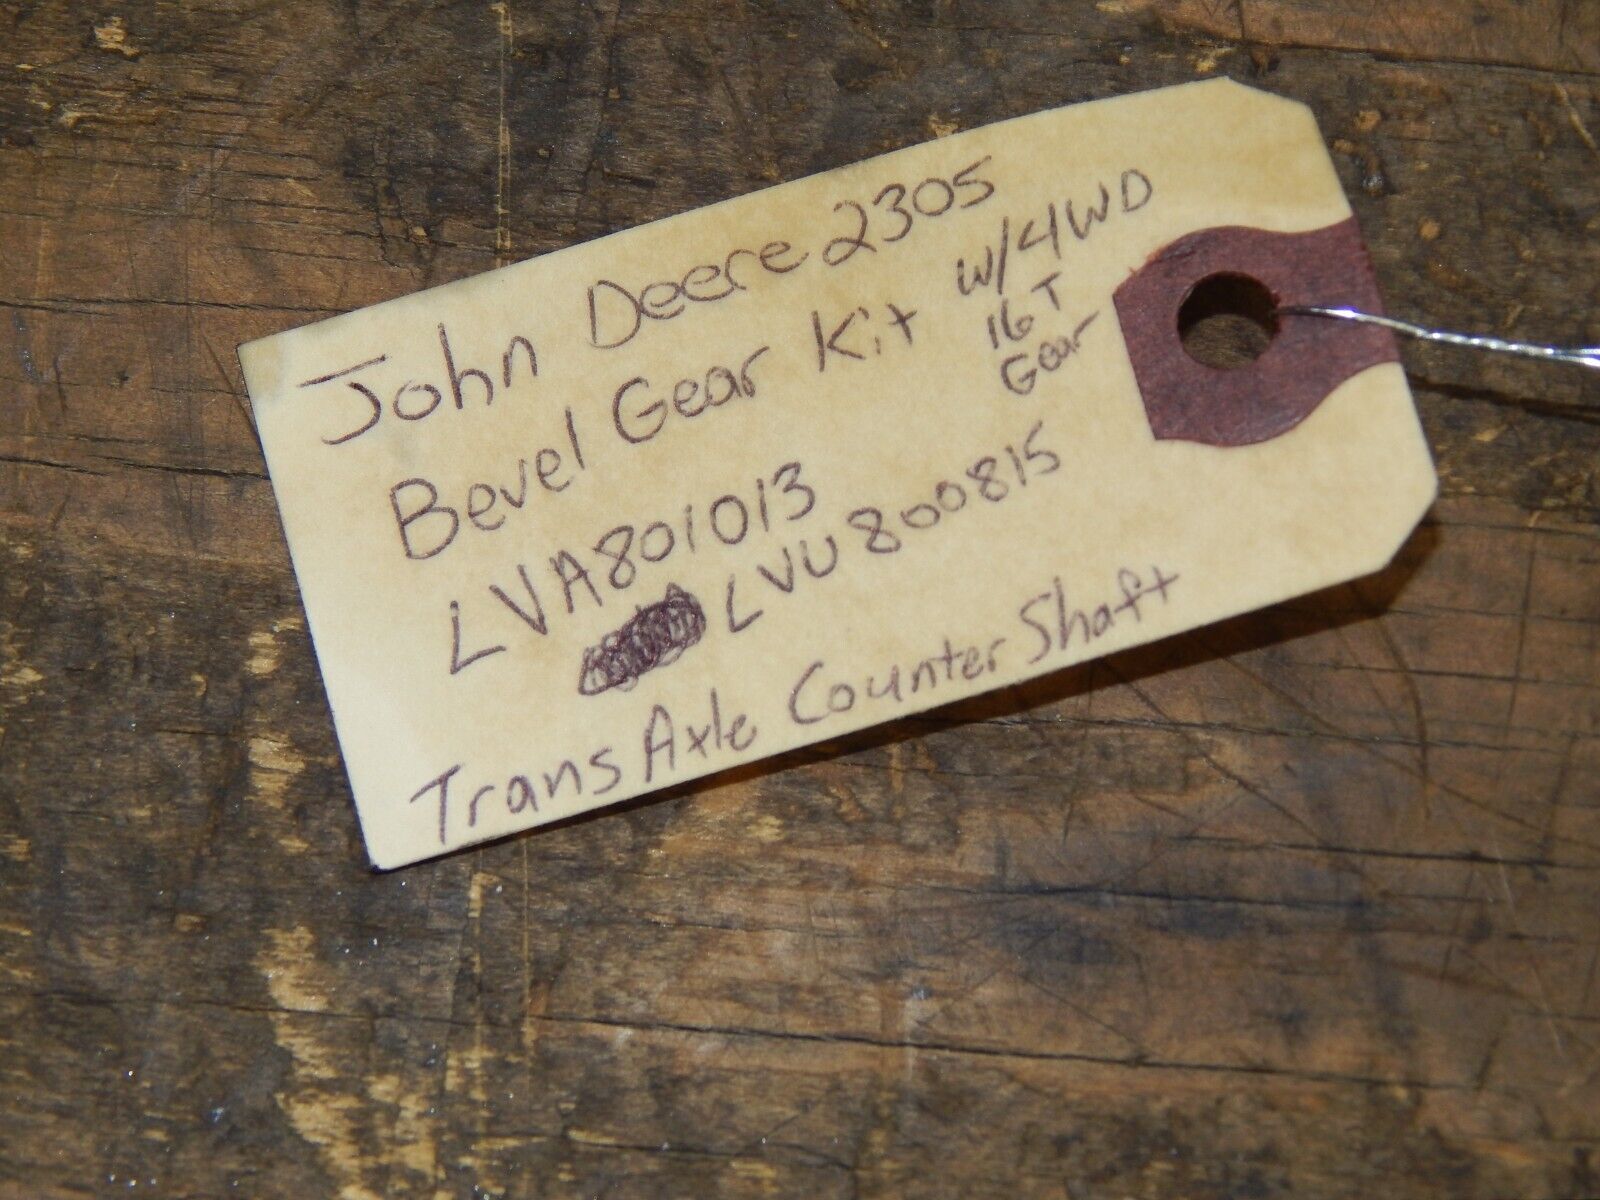 John Deere 2305
Bevel Gear Kit w/4WD
16T
Gear
LVA801013
LVU800815
Trans Axle Counter Shaft